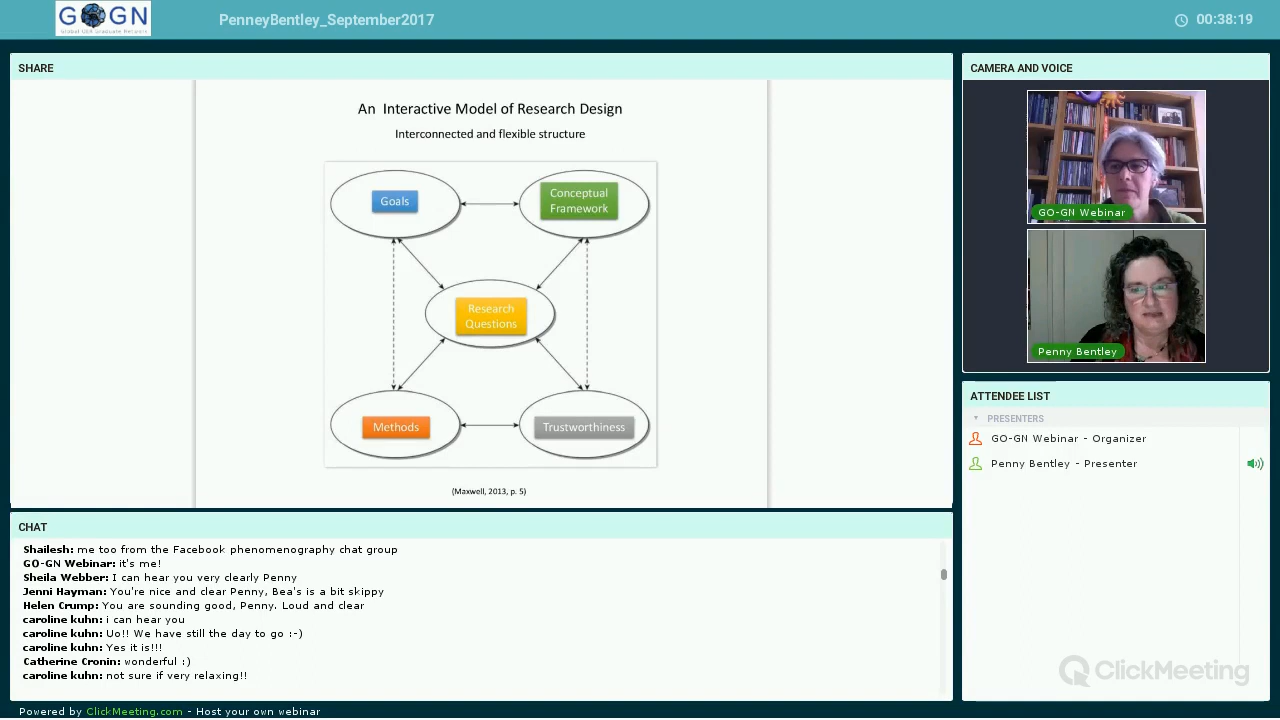 GO GN
Global OER Graduate Network
PenneyBentley_September2017
00:38:19
SHARE
An Interactive Model of Research Design
Interconnected and flexible structure
Goals
Conceptual
Framework
Research
Questions
Methods
Trustworthiness
(Maxwell, 2013, p. 5)
CAMERA AND VOICE
GO-GN Webinar
Penny Bentley
ATTENDEE LIST
PRESENTERS
GO-GN Webinar - Organizer
Penny Bentley - Presenter
CHAT
Shailesh: me too from the Facebook phenomenography chat group
GO-GN Webinar: it's me!
Sheila Webber: I can hear you very clearly Penny
Jenni Hayman: You're nice and clear Penny, Bea's is a bit skippy
Helen Crump: You are sounding good, Penny. Loud and clear
caroline kuhn: i can hear you
caroline kuhn: Uo!! We have still the day to go :-)
caroline kuhn: Yes it is!!!
Catherine Cronin: wonderful :)
caroline kuhn: not sure if very relaxing!!
ClickMeeting
Powered by ClickMeeting.com - Host your own webinar